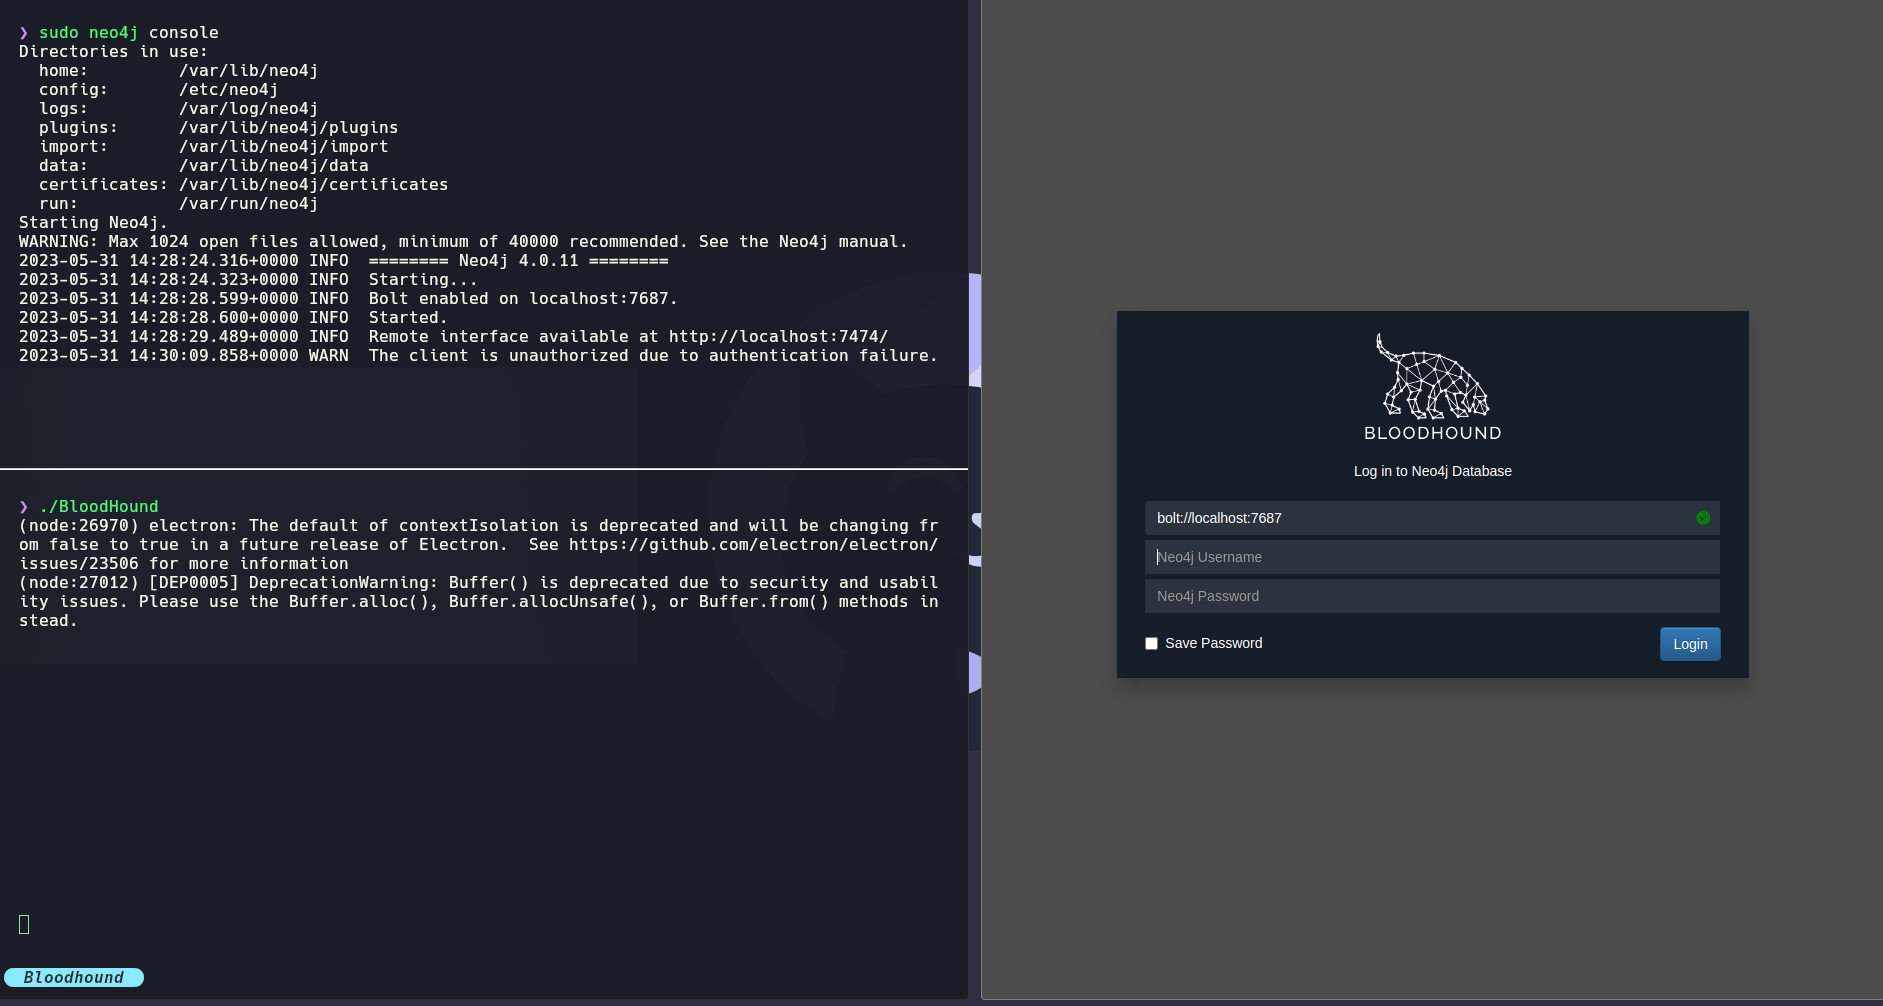 ❯ sudo neo4j console
Directories in use:
home:         /var/lib/neo4j
config:       /etc/neo4j
logs:         /var/log/neo4j
plugins:      /var/lib/neo4j/plugins
import:       /var/lib/neo4j/import
data:         /var/lib/neo4j/data
certificates: /var/lib/neo4j/certificates
run:          /var/run/neo4j
Starting Neo4j.
WARNING: Max 1024 open files allowed, minimum of 40000 recommended. See the Neo4j manual.
2023-05-31 14:28:24.316+0000 INFO  ======== Neo4j 4.0.11 ========
2023-05-31 14:28:24.323+0000 INFO  Starting...
2023-05-31 14:28:28.599+0000 INFO  Bolt enabled on localhost:7687.
2023-05-31 14:28:28.600+0000 INFO  Started.
2023-05-31 14:28:29.489+0000 INFO  Remote interface available at http://localhost:7474/
2023-05-31 14:30:09.858+0000 WARN  The client is unauthorized due to authentication failure.
❯ ./BloodHound
(node:26970) electron: The default of contextIsolation is deprecated and will be changing fr
om false to true in a future release of Electron.  See https://github.com/electron/electron/
issues/23506 for more information
(node:27012) [DEP0005] DeprecationWarning: Buffer() is deprecated due to security and usabil
ity issues. Please use the Buffer.alloc(), Buffer.allocUnsafe(), or Buffer.from() methods in
stead.
Bloodhound
BLOODHOUND
Log in to Neo4j Database
bolt://localhost:7687
Neo4j Username
Neo4j Password
Save Password
Login